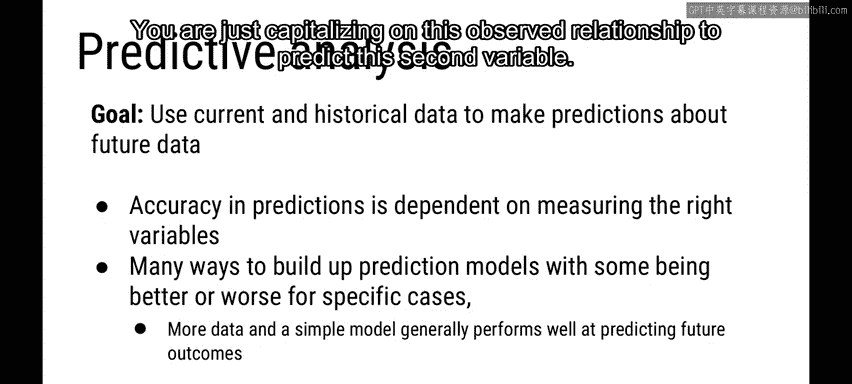 GPT中英字幕课程资源@bilibili.com
You are just capitalizing on this observed relationship to
predict this second variable.
Predictive analysis
Goal: Use current and historical data to make predictions about
future data
● Accuracy in predictions is dependent on measuring the right
variables
● Many ways to build up prediction models with some being
better or worse for specific cases,
● More data and a simple model generally performs well at predicting future
outcomes